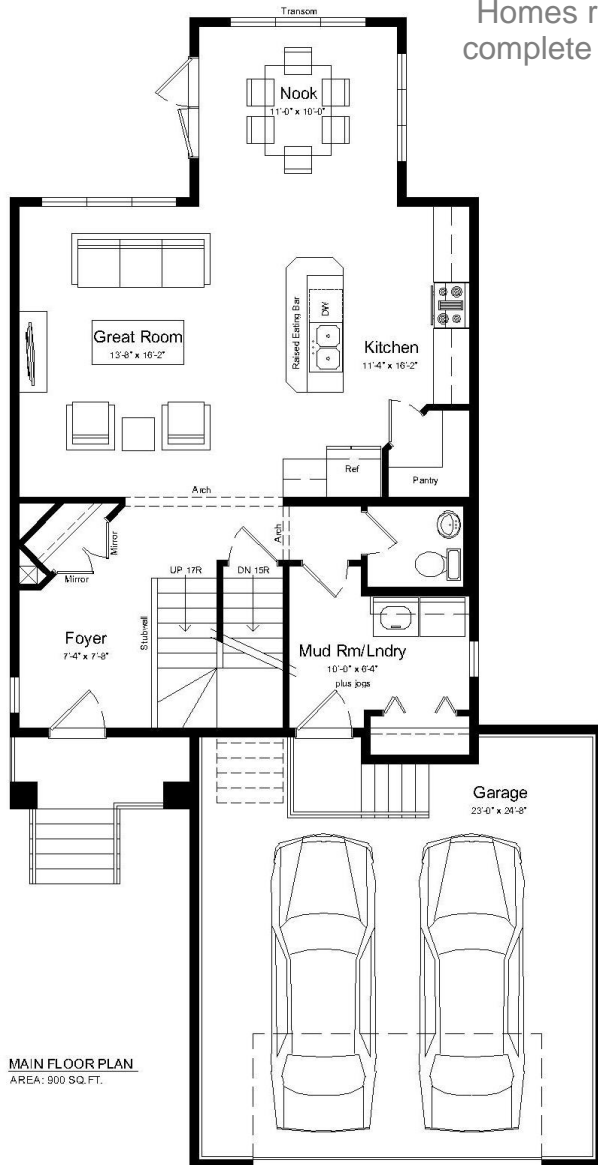 Homes r
complete
Transom
Nook
11'-0" x 10'-0"
Great Room
13'-8" x 16'-2"
Raised Eating Bar
DW
Kitchen
11'-4" x 16'-2"
Ref
Pantry
Arch
Arch
Mirror
Mirror
UP 17R
DN 15R
Stubwall
Foyer
7'-4" x 7'-8"
Mud Rm/Lndry
10'-0" x 6'-4"
plus jogs
Garage
23'-0" x 24'-8"
MAIN FLOOR PLAN
AREA: 900 SQ.FT.